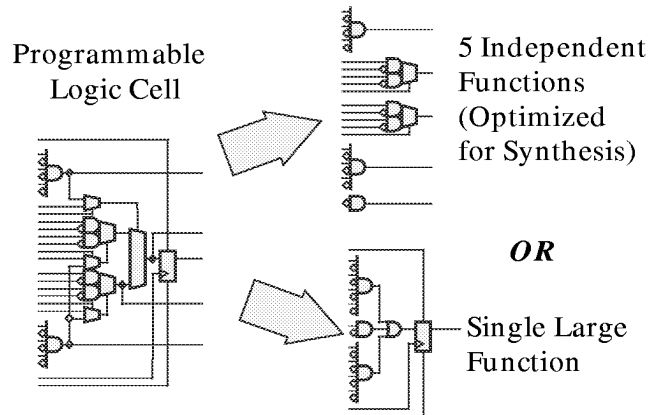 Programmable
Logic Cell
5 Independent
Functions
(Optimized
for Synthesis)
OR
Single Large
Function